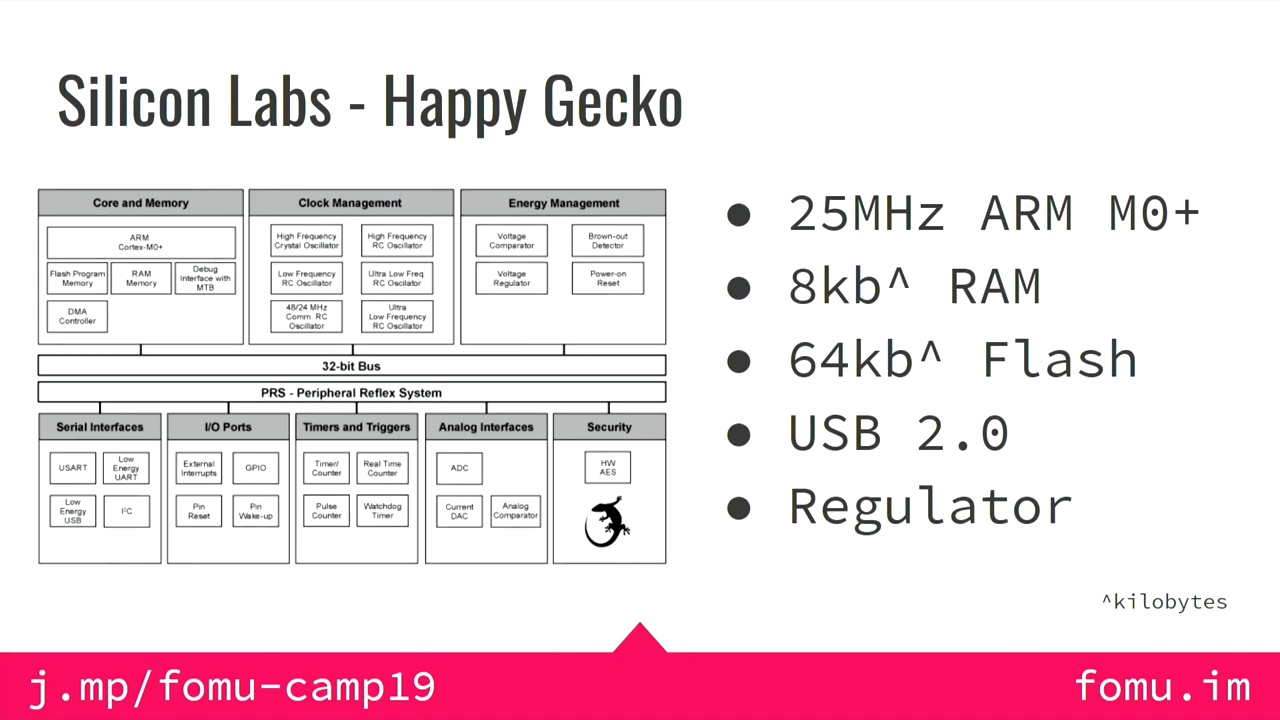 Silicon Labs - Happy Gecko
Core and Memory
ARM
Cortex-M0+
Flash Program
Memory
RAM
Memory
Debug
Interface with
MTB
DMA
Controller
Clock Management
High Frequency
Crystal Oscillator
High Frequency
RC Oscillator
Low Frequency
RC Oscillator
Ultra Low Freq
RC Oscillator
48/24 MHz
Comm RC
Oscillator
Ultra
Low Frequency
RC Oscillator
Energy Management
Voltage
Comparator
Brown-out
Detector
Voltage
Regulator
Power-on
Reset
32-bit Bus
PRS - Peripheral Reflex System
Serial Interfaces
USART
Low
Energy
UART
Low
Energy
USB
I²C
I/O Ports
External
Interrupts
GPIO
Pin
Reset
Pin
Wake-up
Timers and Triggers
Timer/
Counter
Real Time
Counter
Pulse
Counter
Watchdog
Timer
Analog Interfaces
ADC
Current
DAC
Analog
Comparator
Security
HW
AES
● 25MHz ARM M0+
● 8kb^ RAM
● 64kb^ Flash
● USB 2.0
● Regulator
^kilobytes
j.mp/fomu-camp19
fomu.im